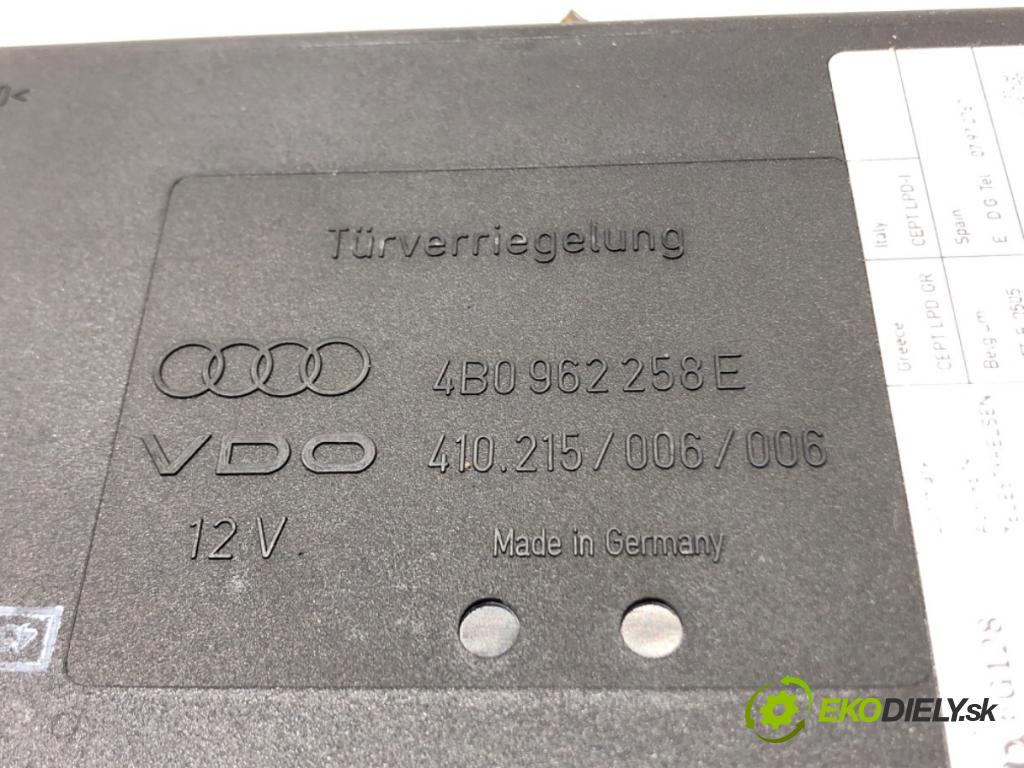 Türverriegelung
4B0 962 258 E
VDO 410.215/006/006
12 V Made in Germany
Italy
CEPT LPD-I
Spain
E D G Tel
Greece
CEPT LPD GR
EKODIELY.sk